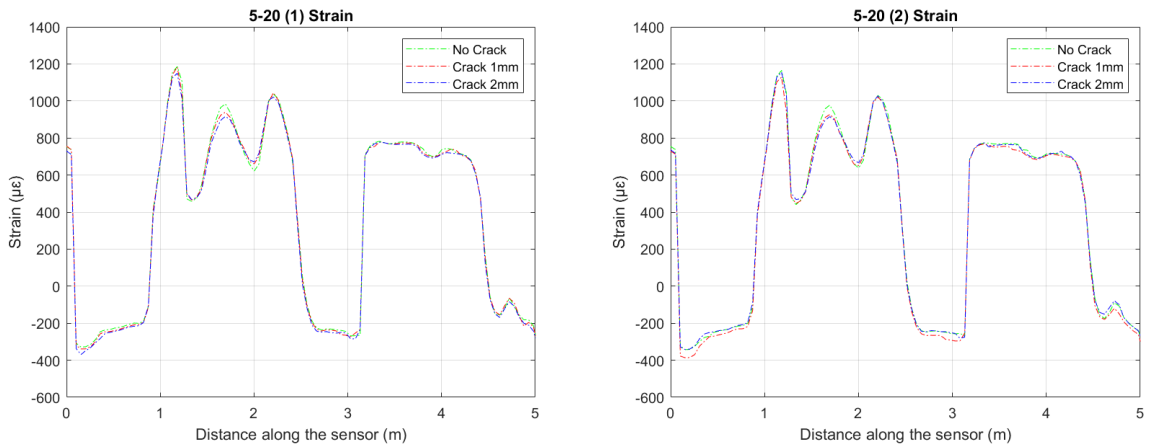 5-20 (1) Strain
1400
1200
1000
800
600
400
200
0
-200
-400
-600
Strain (με)
No Crack
Crack 1mm
Crack 2mm
0 1 2 3 4 5
Distance along the sensor (m)
5-20 (2) Strain
1400
1200
1000
800
600
400
200
0
-200
-400
-600
Strain (με)
No Crack
Crack 1mm
Crack 2mm
0 1 2 3 4 5
Distance along the sensor (m)